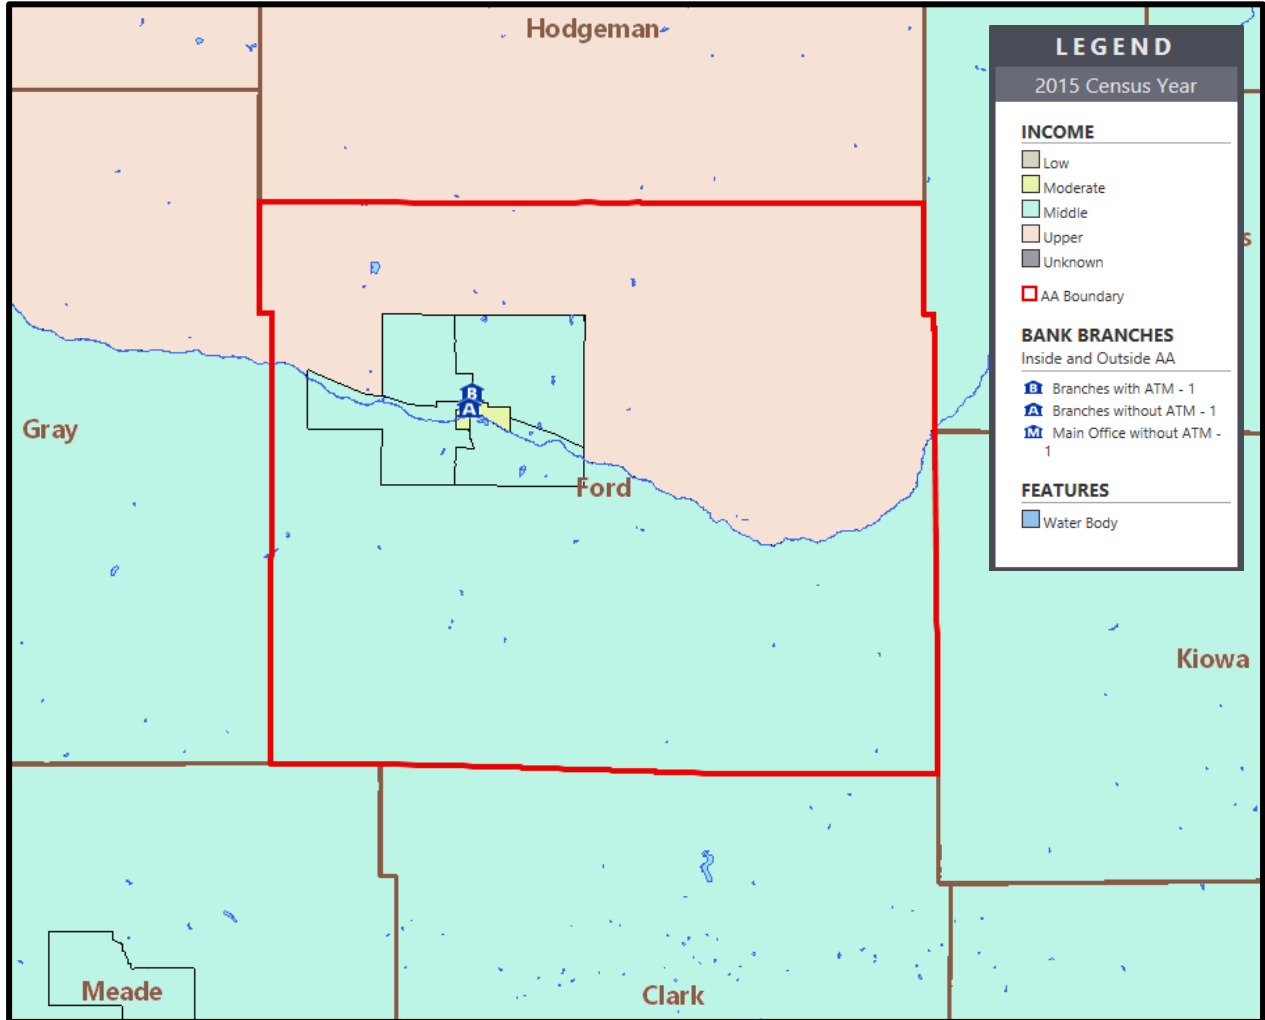 Hodgeman
LEGEND
2015 Census Year
INCOME
Low
Moderate
Middle
Upper
Unknown
AA Boundary
BANK BRANCHES
Inside and Outside AA
B Branches with ATM - 1
A Branches without ATM - 1
M Main Office without ATM -
1
FEATURES
Water Body
s
B
A
Gray
Ford
Kiowa
Meade
Clark